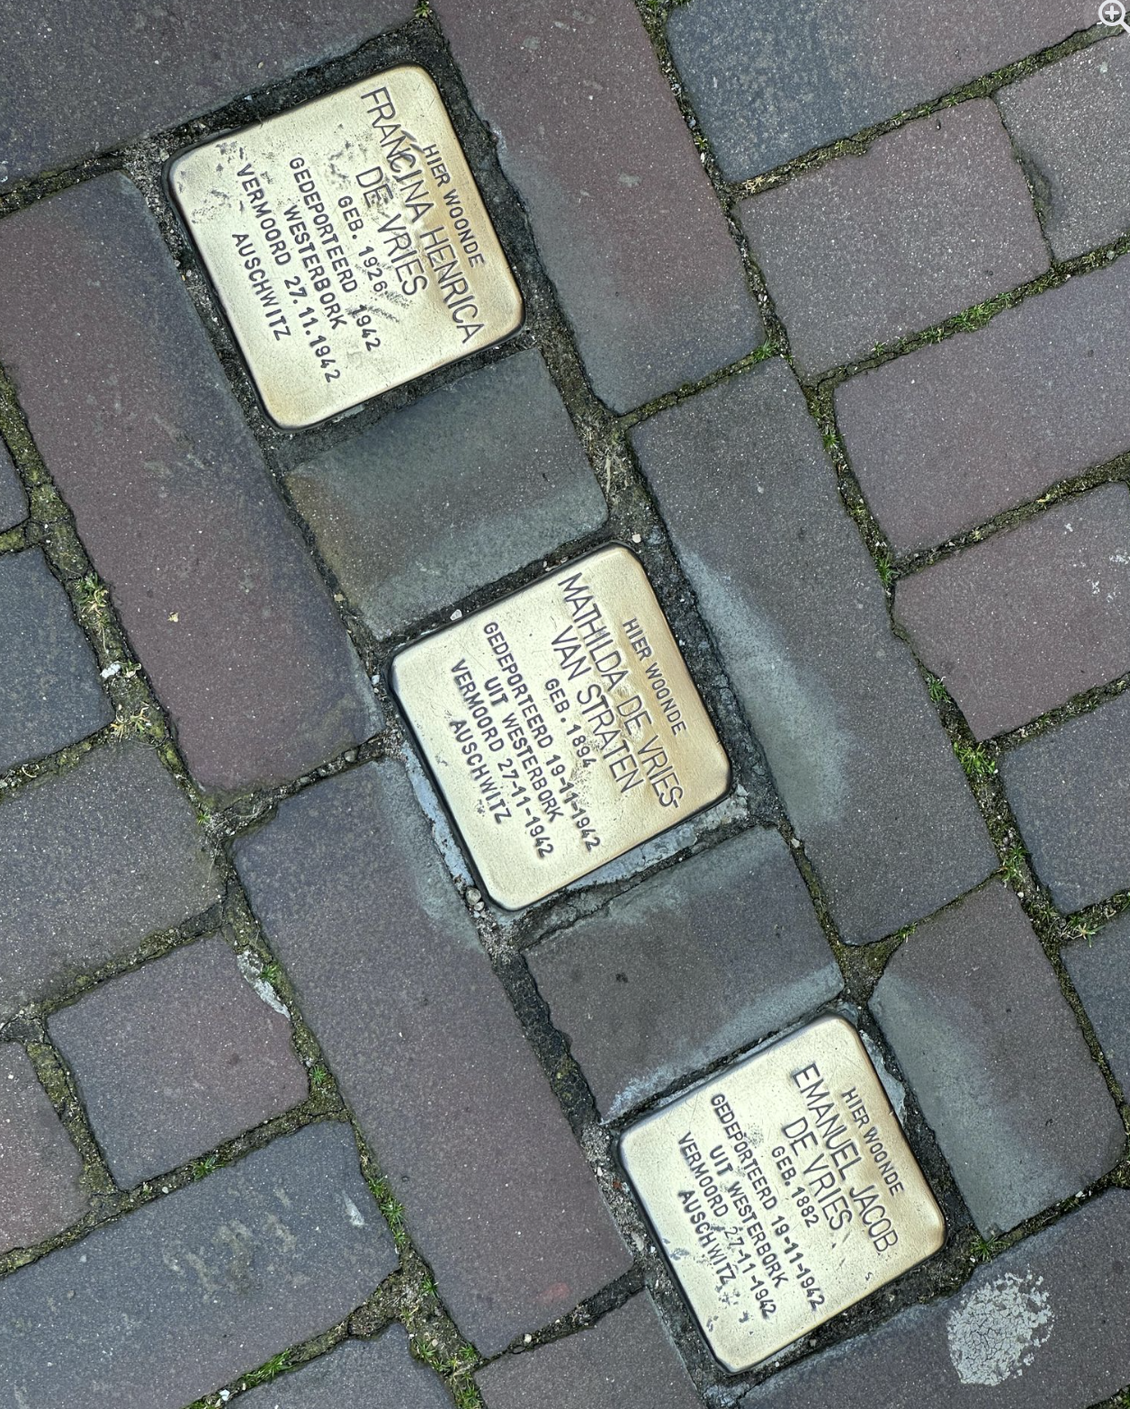 HIER WOONDE
FRANCINA HENRICA
DE VRIES
GEB. 1926
GEDEPORTEERD 1942
WESTERBORK
VERMOORD 27.11.1942
AUSCHWITZ
HIER WOONDE
MATHILDA DE VRIES-
VAN STRATEN
GEB. 1894
GEDEPORTEERD 19-11-1942
UIT WESTERBORK
VERMOORD 27-11-1942
AUSCHWITZ
HIER WOONDE
EMANUEL JACOB
DE VRIES
GEB. 1882
GEDEPORTEERD 19-11-1942
UIT WESTERBORK
VERMOORD 27-11-1942
AUSCHWITZ